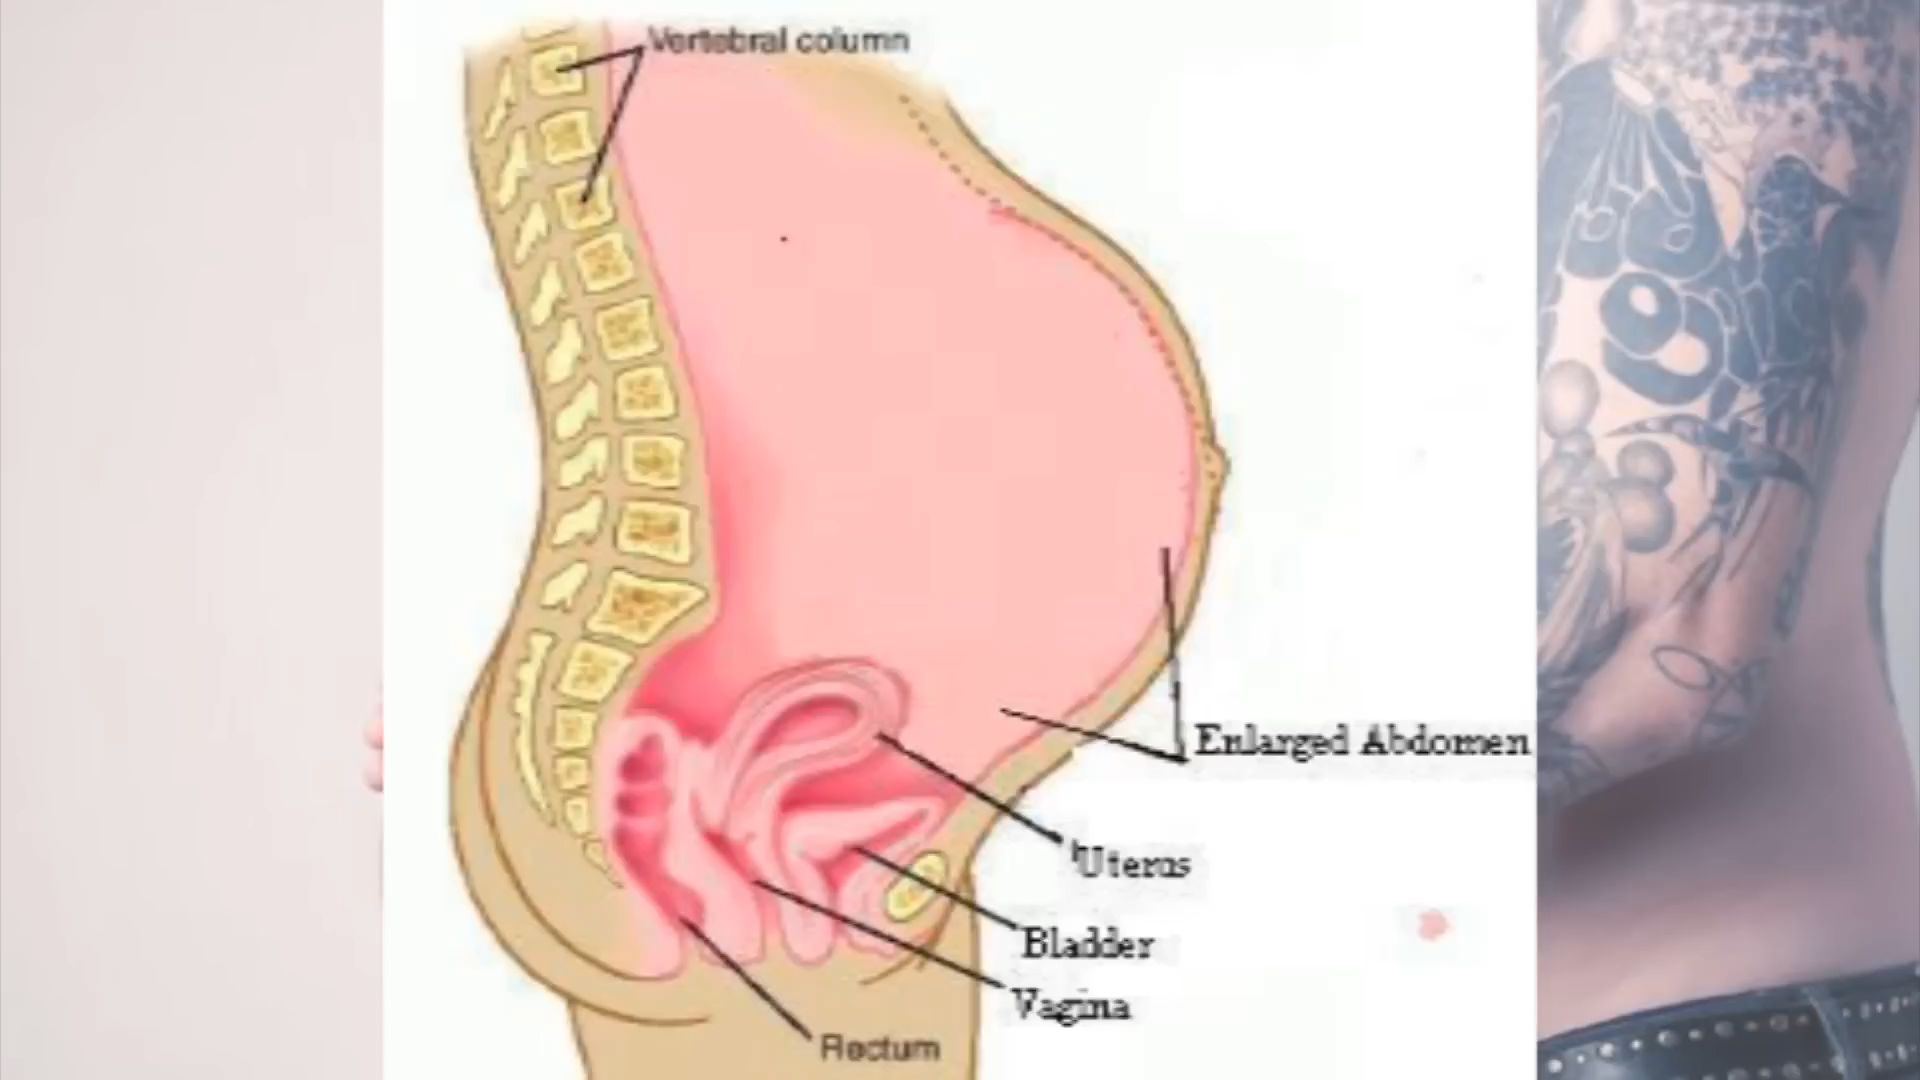 Vertebral column
Enlarged Abdomen
Uterus
Bladder
Vagina
Rectum